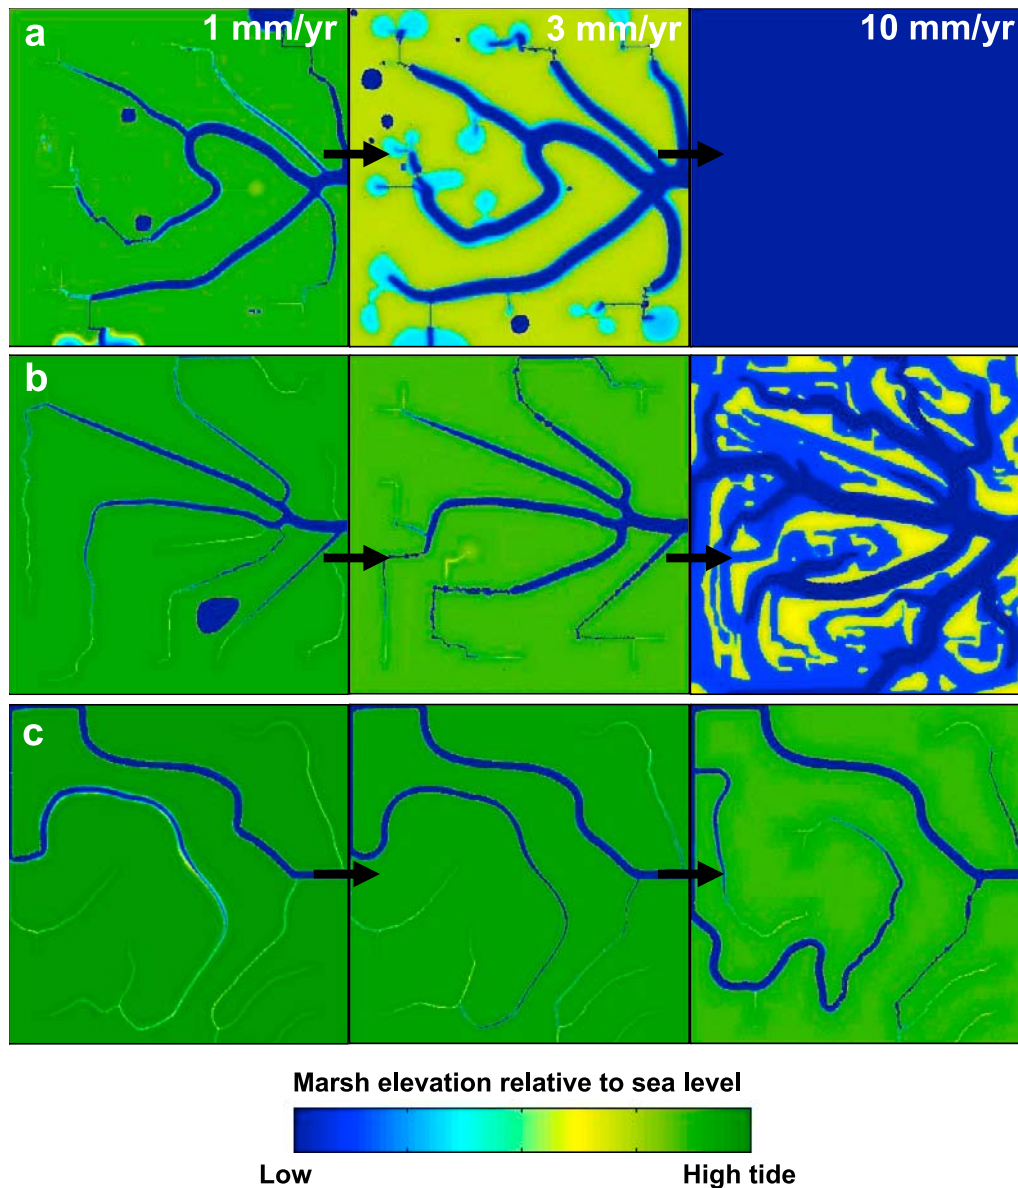 a 1 mm/yr 3 mm/yr 10 mm/yr
b
c
Marsh elevation relative to sea level
Low High tide